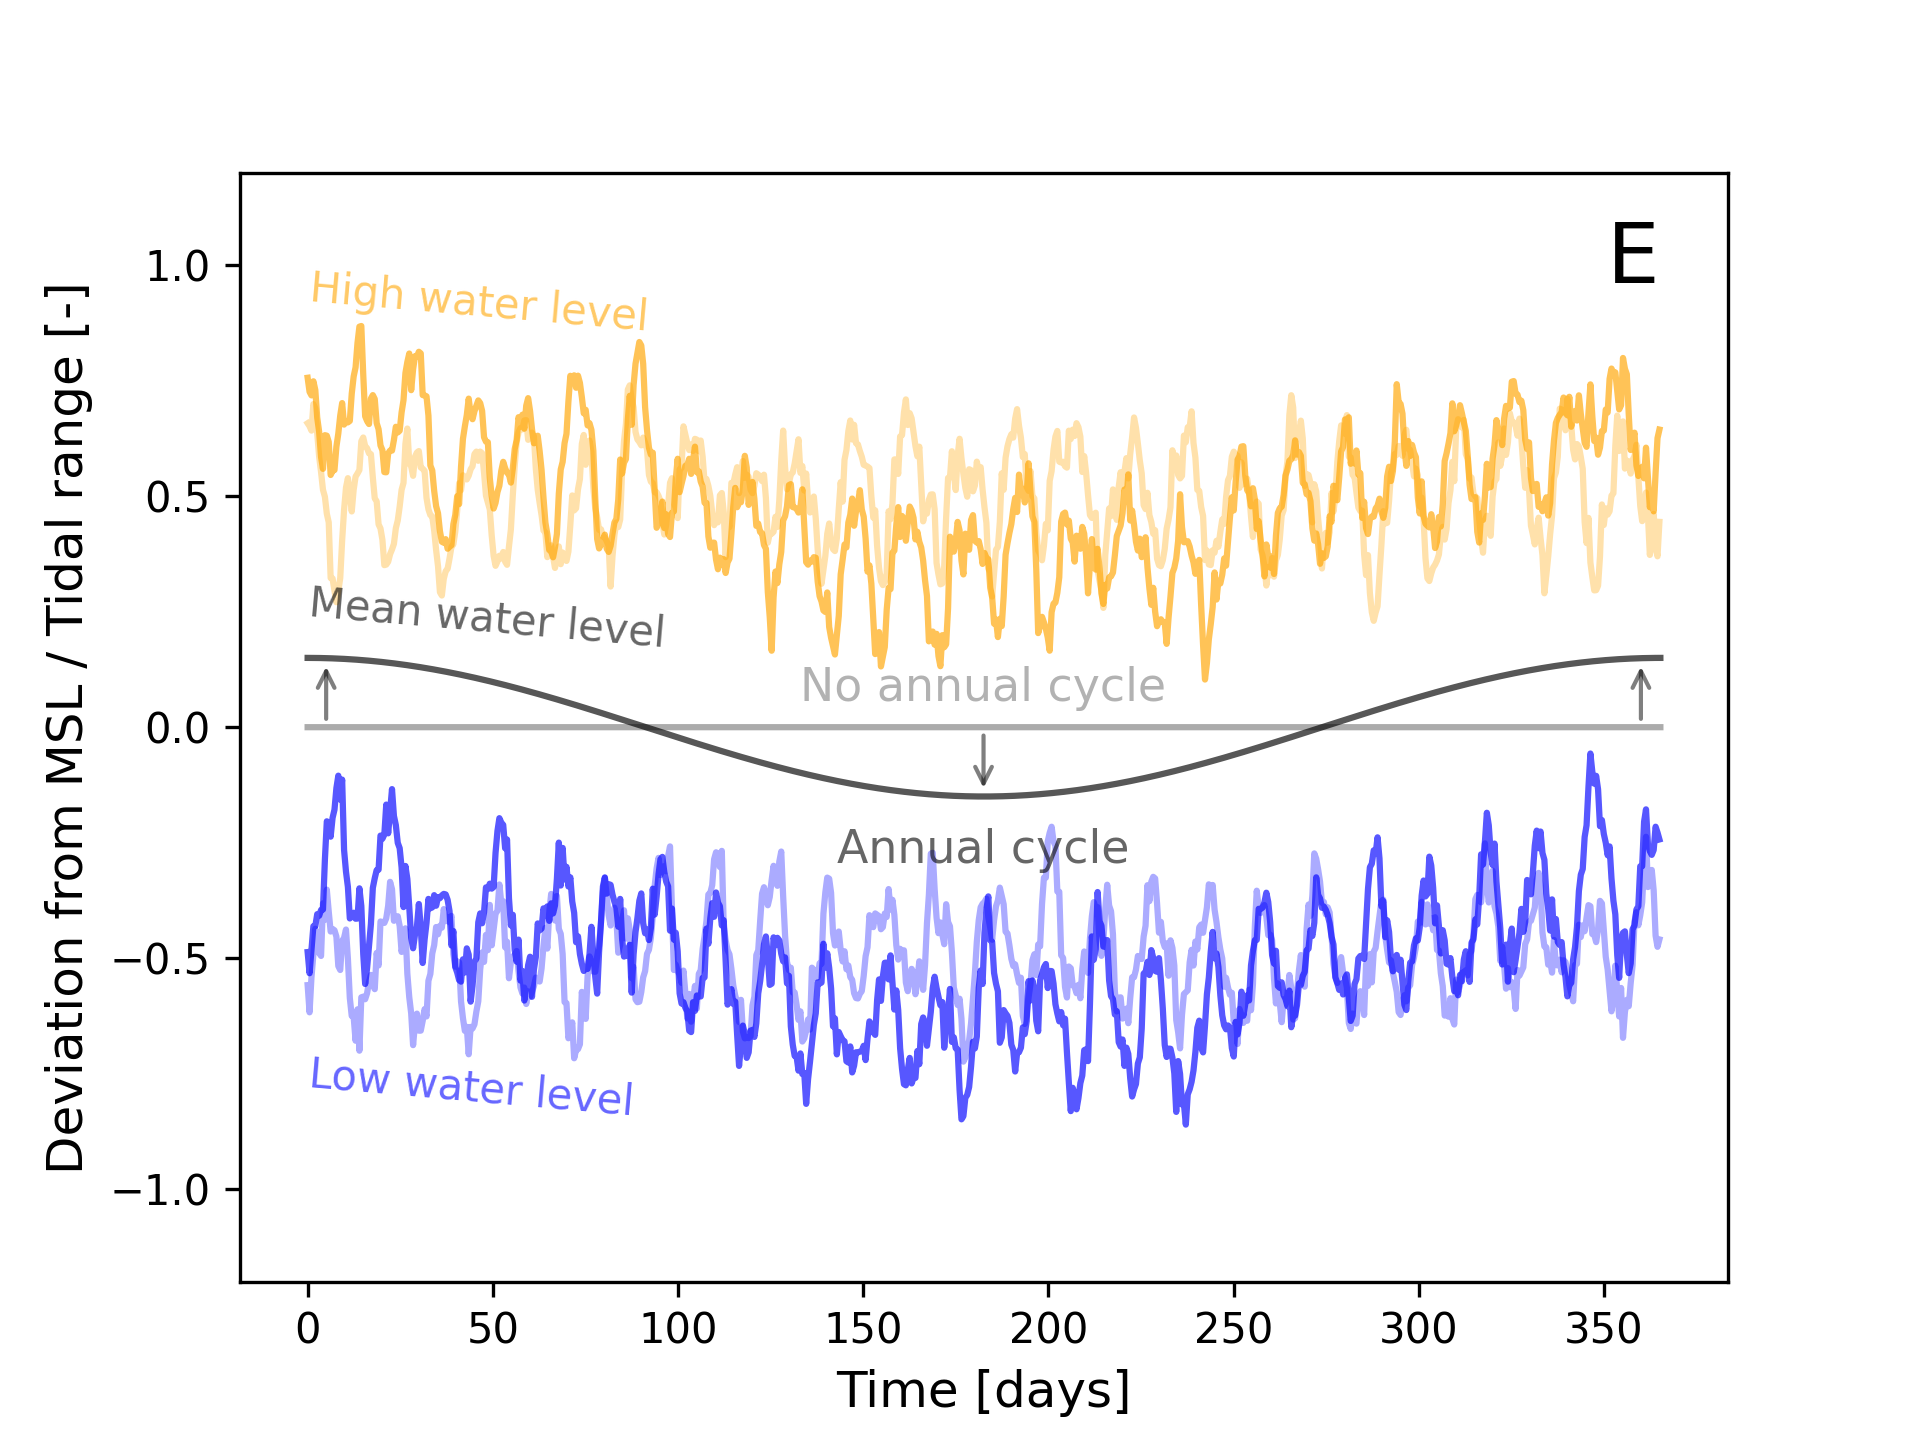 E
1.0
High water level
0.5
Mean water level
No annual cycle
0.0
Annual cycle
−0.5
Low water level
−1.0
0 50 100 150 200 250 300 350
Time [days]
Deviation from MSL / Tidal range [-]